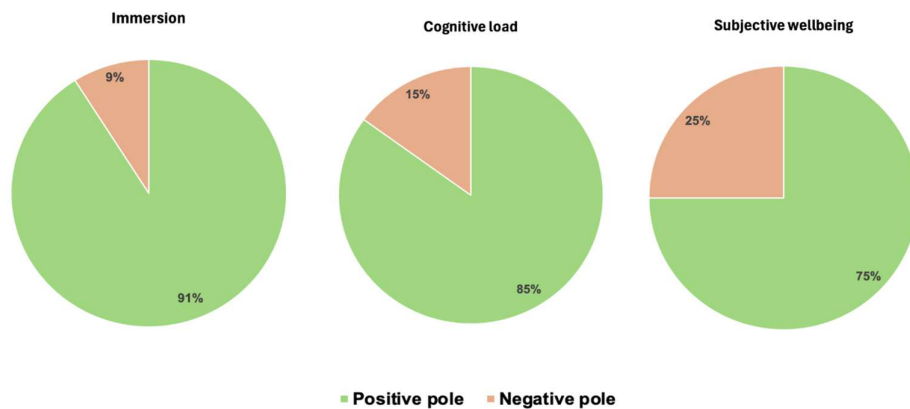 Immersion
Cognitive load
Subjective wellbeing
9%
15%
25%
91%
85%
75%
Positive pole
Negative pole